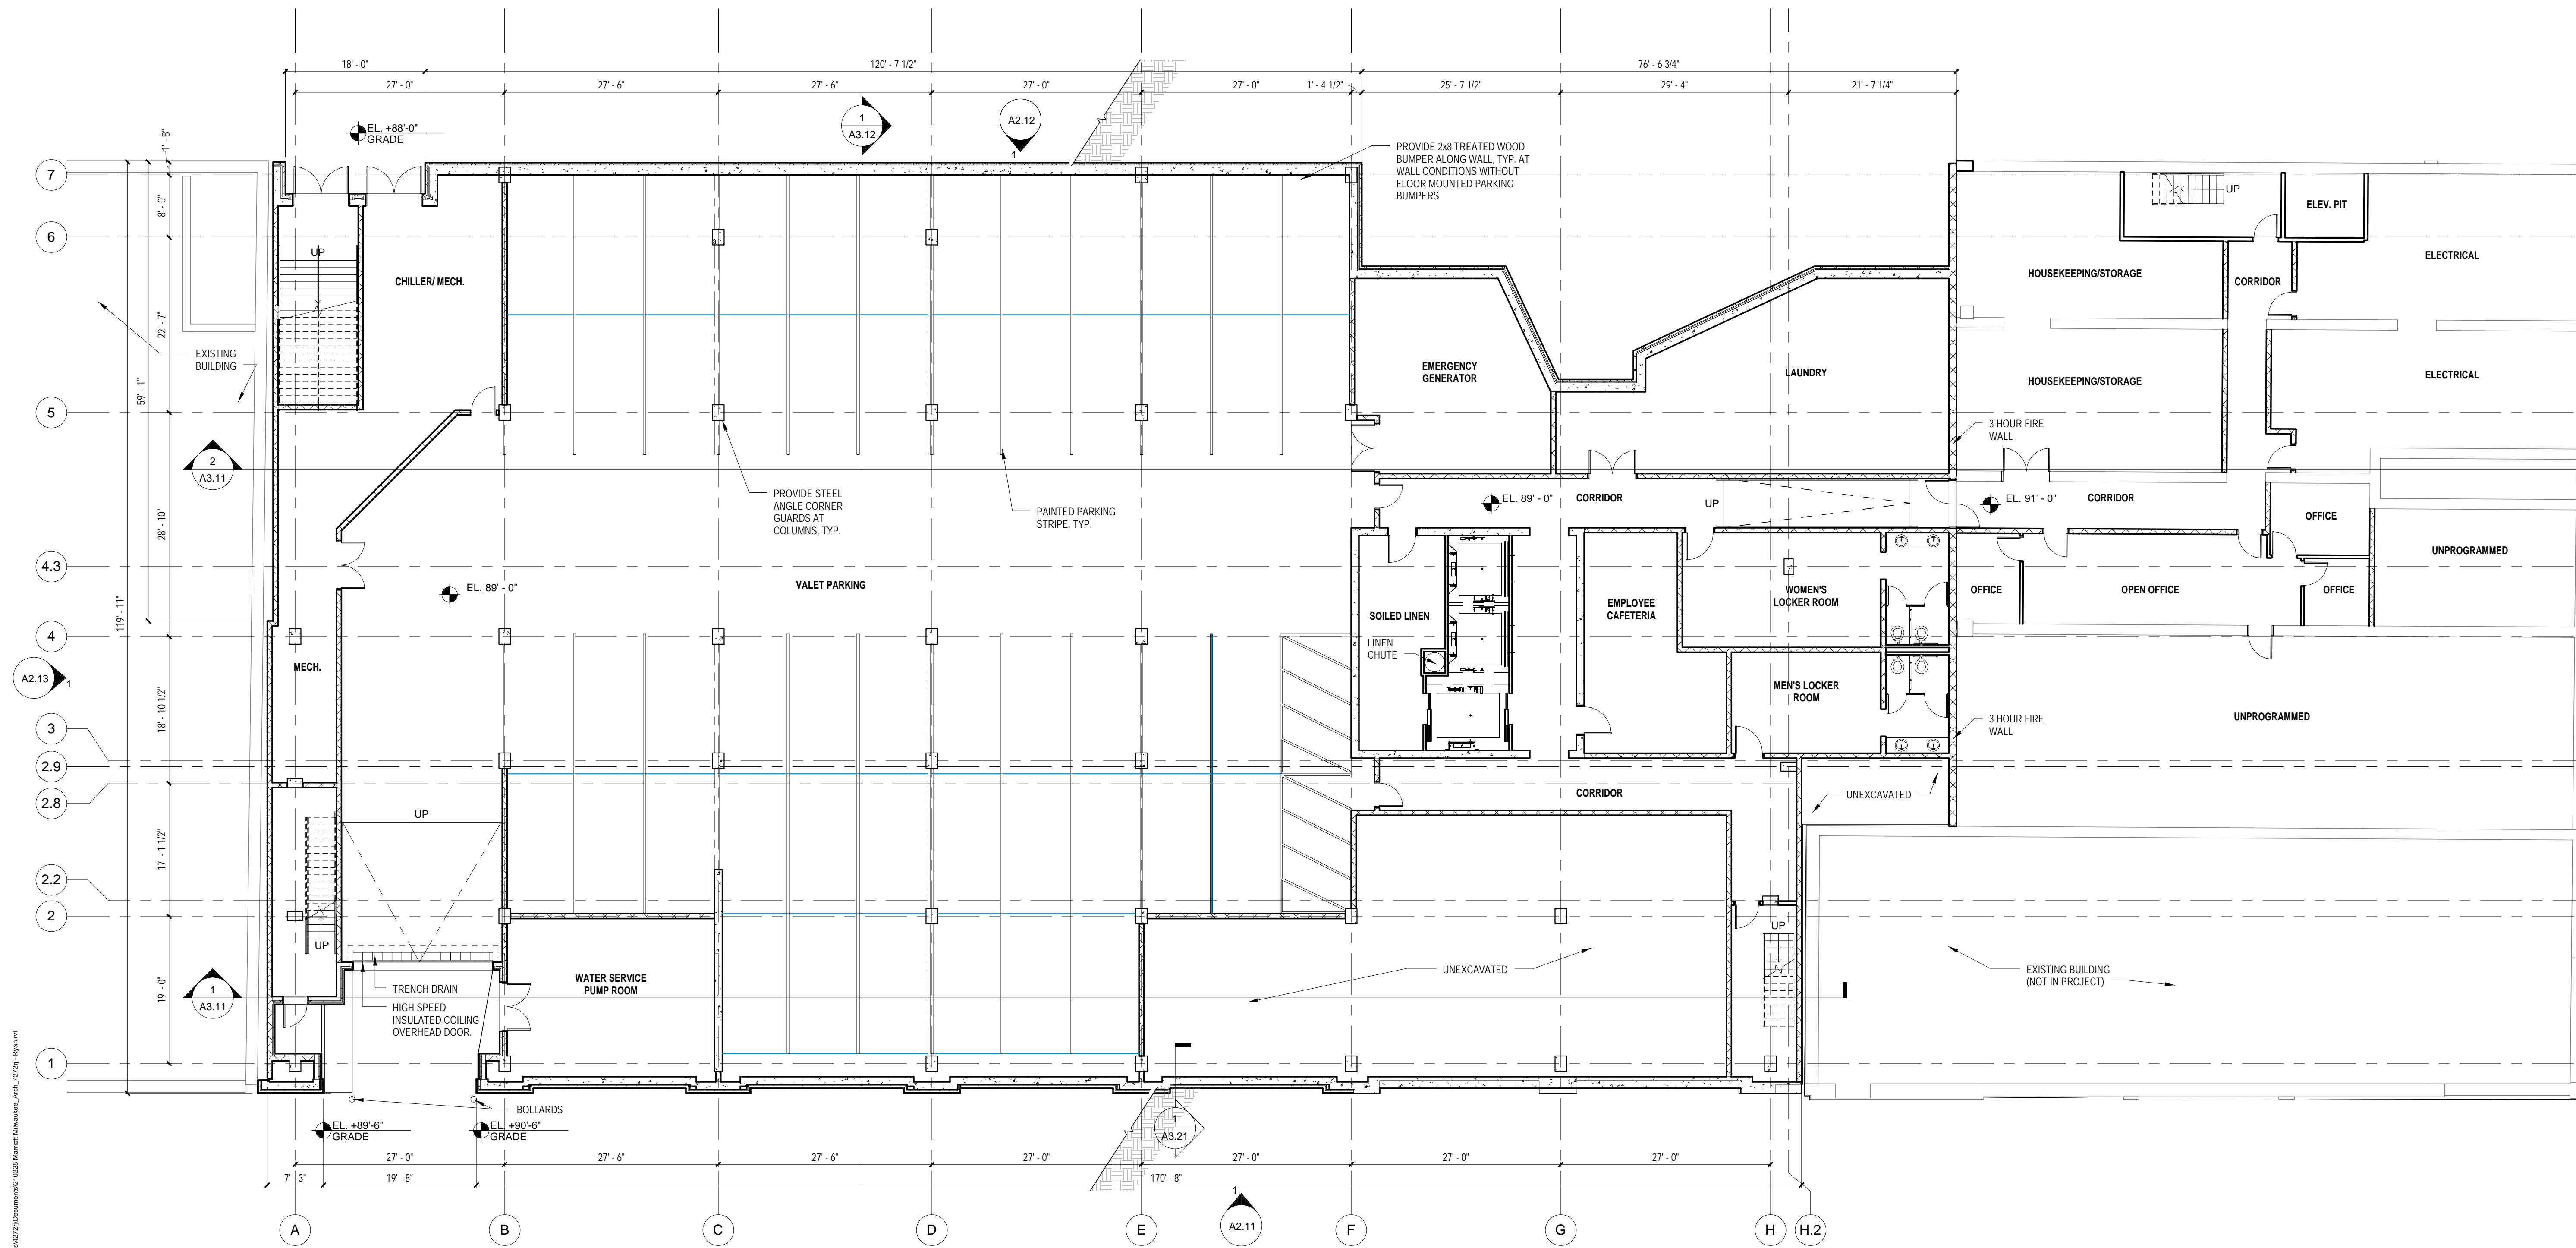 18' - 0"
120' - 7 1/2"
76' - 6 3/4"
27' - 0"
27' - 6"
27' - 6"
27' - 0"
27' - 0"
1' - 4 1/2"
25' - 7 1/2"
29' - 4"
21' - 7 1/4"
EL. +88'-0"
GRADE
1
A3.12
A2.12
1
PROVIDE 2x8 TREATED WOOD
BUMPER ALONG WALL, TYP. AT
WALL CONDITIONS WITHOUT
FLOOR MOUNTED PARKING
BUMPERS
1' - 8"
7
8' - 0"
6
22' - 7"
59' - 1"
5
28' - 10"
4.3
119' - 11"
4
18' - 10 1/2"
3
2.9
2.8
17' - 1 1/2"
2.2
2
19' - 0"
1
UP
CHILLER/ MECH.
EXISTING
BUILDING
2
A3.11
UP
ELEV. PIT
HOUSEKEEPING/STORAGE
CORRIDOR
ELECTRICAL
EMERGENCY
GENERATOR
LAUNDRY
HOUSEKEEPING/STORAGE
ELECTRICAL
3 HOUR FIRE
WALL
PROVIDE STEEL
ANGLE CORNER
GUARDS AT
COLUMNS, TYP.
PAINTED PARKING
STRIPE, TYP.
EL. 89' - 0"
CORRIDOR
UP
EL. 91' - 0"
CORRIDOR
OFFICE
UNPROGRAMMED
EL. 89' - 0"
VALET PARKING
SOILED LINEN
LINEN
CHUTE
EMPLOYEE
CAFETERIA
WOMEN'S
LOCKER ROOM
OFFICE
OPEN OFFICE
OFFICE
MECH.
A2.13
1
MEN'S LOCKER
ROOM
3 HOUR FIRE
WALL
UNPROGRAMMED
CORRIDOR
UNEXCAVATED
UP
UP
UP
WATER SERVICE
PUMP ROOM
UNEXCAVATED
EXISTING BUILDING
(NOT IN PROJECT)
1
A3.11
TRENCH DRAIN
HIGH SPEED
INSULATED COILING
OVERHEAD DOOR.
BOLLARDS
EL. +89'-6"
GRADE
EL. +90'-6"
GRADE
1
A3.21
27' - 0"
27' - 6"
27' - 6"
27' - 0"
27' - 0"
27' - 0"
27' - 0"
7' - 3"
19' - 8"
170' - 8"
1
A2.11
A
B
C
D
E
F
G
H
H.2
s\4272rj\Documents\210225 Marriott Milwaukee_Arch_4272rj - Ryan.rvt